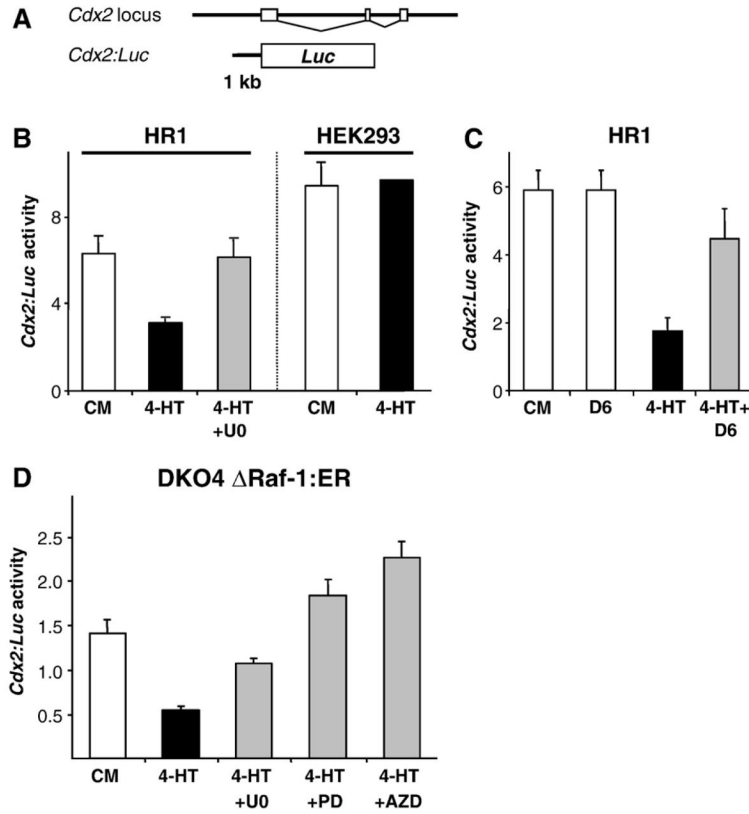 A
Cdx2 locus
Cdx2:Luc
Luc
1 kb
B
HR1
HEK293
Cdx2:Luc activity
8
4
0
CM
4-HT
4-HT
+U0
CM
4-HT
C
HR1
Cdx2:Luc activity
6
4
2
0
CM
D6
4-HT
4-HT+
D6
D
DKO4 ΔRaf-1:ER
Cdx2:Luc activity
2.5
2.0
1.5
1.0
0.5
CM
4-HT
4-HT
+U0
4-HT
+PD
4-HT
+AZD